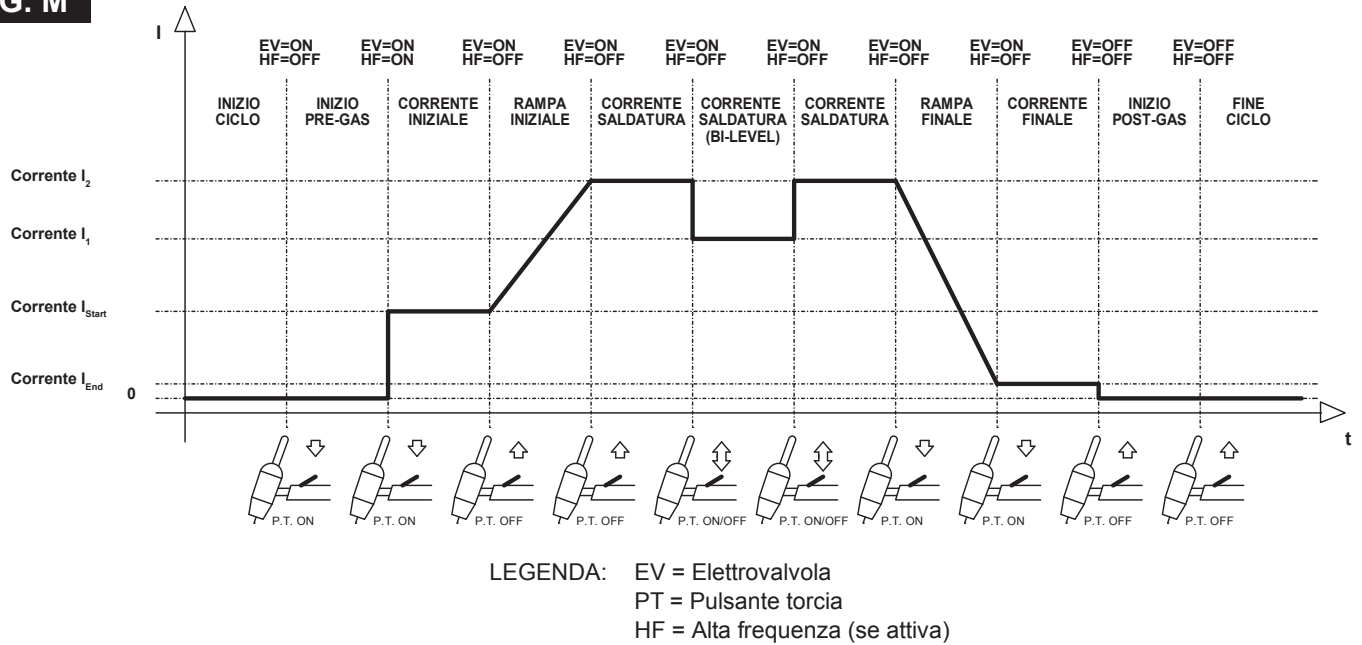 G. M
I
EV=ON EV=ON EV=ON EV=ON EV=ON EV=ON EV=ON EV=ON EV=OFF EV=OFF
HF=OFF HF=ON HF=OFF HF=OFF HF=OFF HF=OFF HF=OFF HF=OFF HF=OFF HF=OFF
INIZIO INIZIO CORRENTE RAMPA CORRENTE CORRENTE CORRENTE RAMPA CORRENTE INIZIO FINE
CICLO PRE-GAS INIZIALE INIZIALE SALDATURA SALDATURA SALDATURA FINALE FINALE POST-GAS CICLO
(BI-LEVEL)
Corrente I2
Corrente I1
Corrente IStart
Corrente IEnd 0
t
P.T. ON P.T. ON P.T. OFF P.T. OFF P.T. ON/OFF P.T. ON/OFF P.T. ON P.T. ON P.T. OFF P.T. OFF
LEGENDA: EV = Elettrovalvola
PT = Pulsante torcia
HF = Alta frequenza (se attiva)